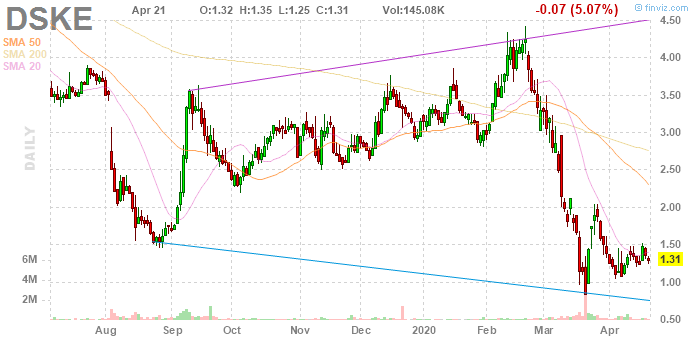 DSKE
Apr 21 O:1.32 H:1.35 L:1.25 C:1.31 Vol:145.08K -0.07 (5.07%)
© finviz.com
SMA 50
SMA 200
SMA 20
DAILY
4.50
4.00
3.50
3.00
2.50
2.00
1.50
1.31
1.00
0.50
6M
4M
2M
Aug Sep Oct Nov Dec 2020 Feb Mar Apr